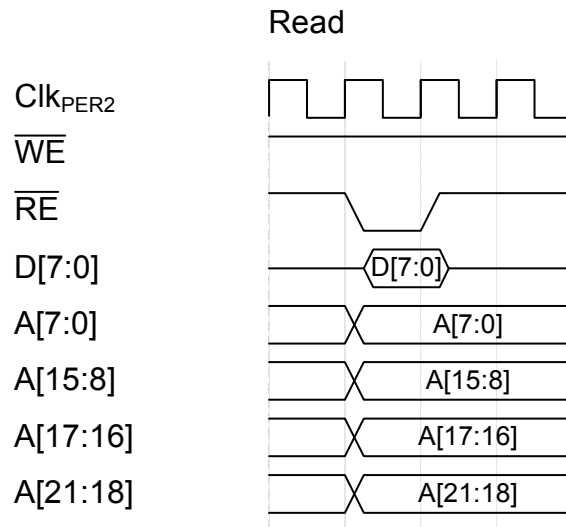 Read
ClkPER2
WE
RE
D[7:0] D[7:0]
A[7:0] A[7:0]
A[15:8] A[15:8]
A[17:16] A[17:16]
A[21:18] A[21:18]